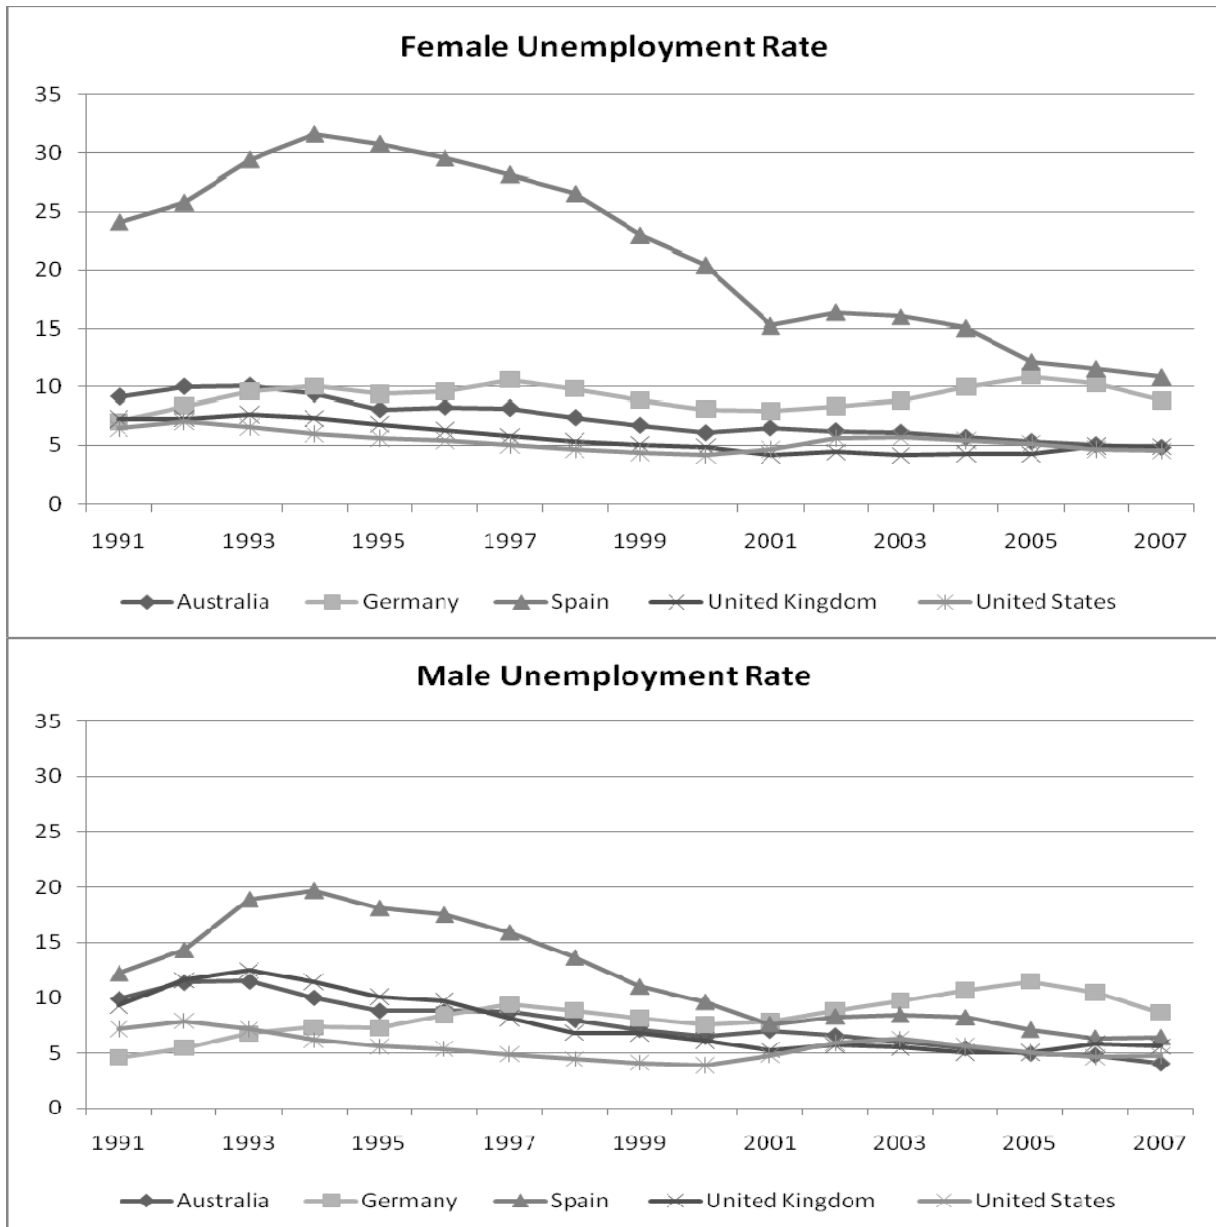 Female Unemployment Rate
35
30
25
20
15
10
5
0
1991 1993 1995 1997 1999 2001 2003 2005 2007
Australia Germany Spain United Kingdom United States
Male Unemployment Rate
35
30
25
20
15
10
5
0
1991 1993 1995 1997 1999 2001 2003 2005 2007
Australia Germany Spain United Kingdom United States